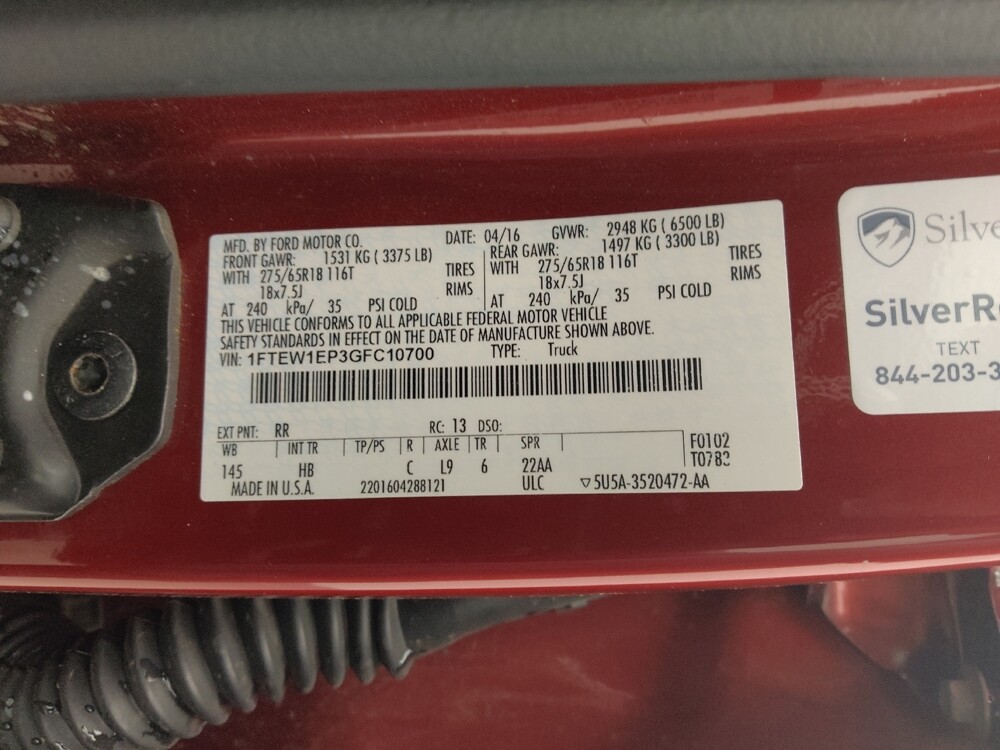 MFD. BY FORD MOTOR CO. DATE: 04/16 GVWR: 2948 KG ( 6500 LB)
FRONT GAWR: 1531 KG ( 3375 LB) REAR GAWR: 1497 KG ( 3300 LB)
WITH 275/65R18 116T TIRES WITH 275/65R18 116T TIRES
18x7.5J RIMS 18x7.5J RIMS
AT 240 kPa/ 35 PSI COLD AT 240 kPa/ 35 PSI COLD
THIS VEHICLE CONFORMS TO ALL APPLICABLE FEDERAL MOTOR VEHICLE
SAFETY STANDARDS IN EFFECT ON THE DATE OF MANUFACTURE SHOWN ABOVE.
VIN: 1FTEW1EP3GFC10700 TYPE: Truck
EXT PNT: RR RC: 13 DSO:
WB INT TR TP/PS R AXLE TR SPR F0102
145 HB C L9 6 22AA T0783
MADE IN U.S.A. 2201604288121 ULC ▽5U5A-3520472-AA
Silve
SilverR
TEXT
844-203-3